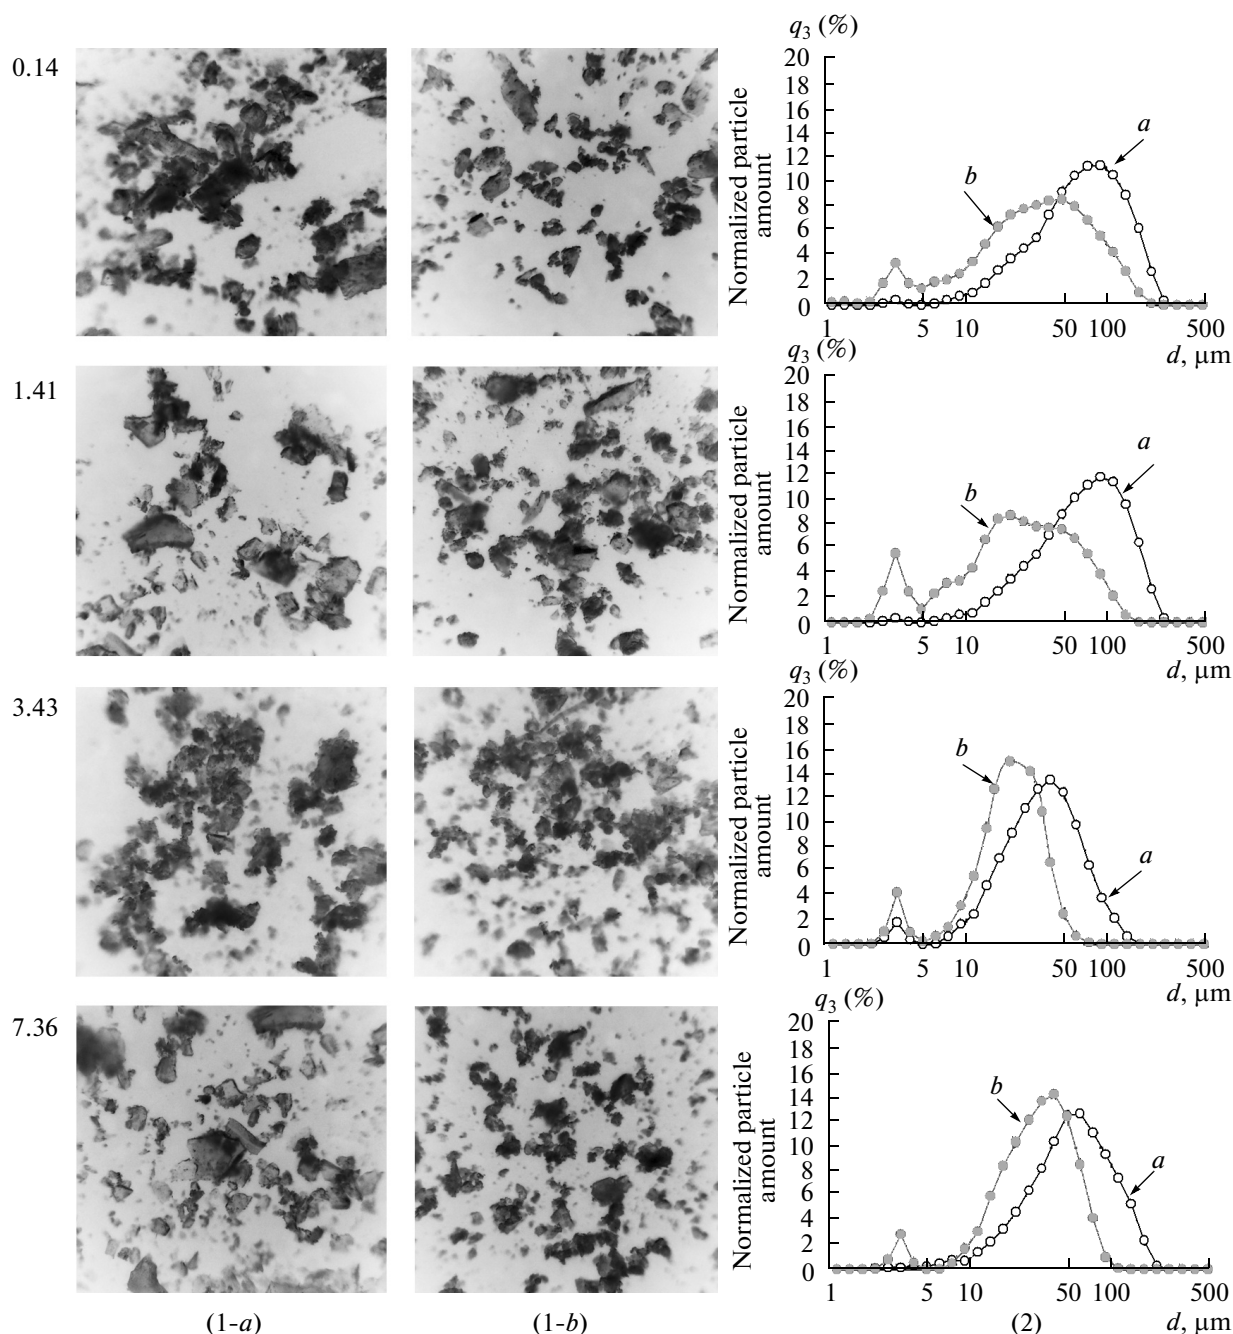 0.14
q3 (%)
20
18
16
14
12
10
8
6
4
2
0
Normalized particle
amount
a
b
1 5 10 50 100 500
d, μm
1.41
q3 (%)
20
18
16
14
12
10
8
6
4
2
0
Normalized particle
amount
a
b
1 5 10 50 100 500
d, μm
3.43
q3 (%)
20
18
16
14
12
10
8
6
4
2
0
Normalized particle
amount
b
a
1 5 10 50 100 500
d, μm
7.36
q3 (%)
20
18
16
14
12
10
8
6
4
2
0
Normalized particle
amount
b
a
1 5 10 50 100 500
(1-a) (1-b) (2) d, μm